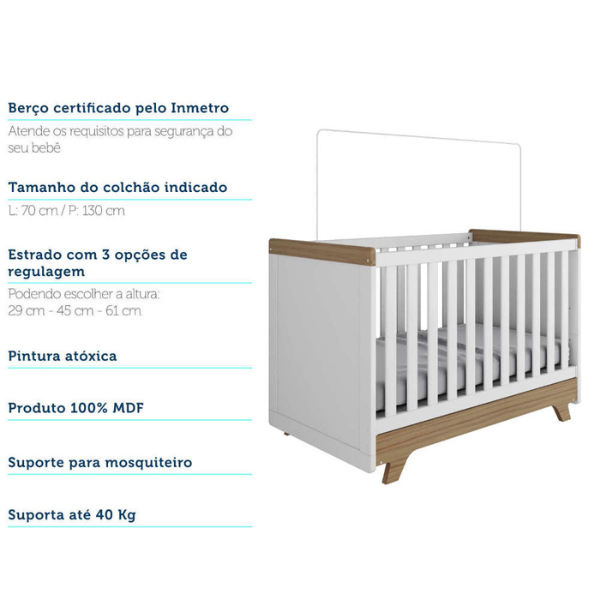 Berço certificado pelo Inmetro
Atende os requisitos para segurança do
seu bebê
Tamanho do colchão indicado
L: 70 cm / P: 130 cm
Estrado com 3 opções de
regulagem
Podendo escolher a altura:
29 cm - 45 cm - 61 cm
Pintura atóxica
Produto 100% MDF
Suporte para mosquiteiro
Suporta até 40 Kg